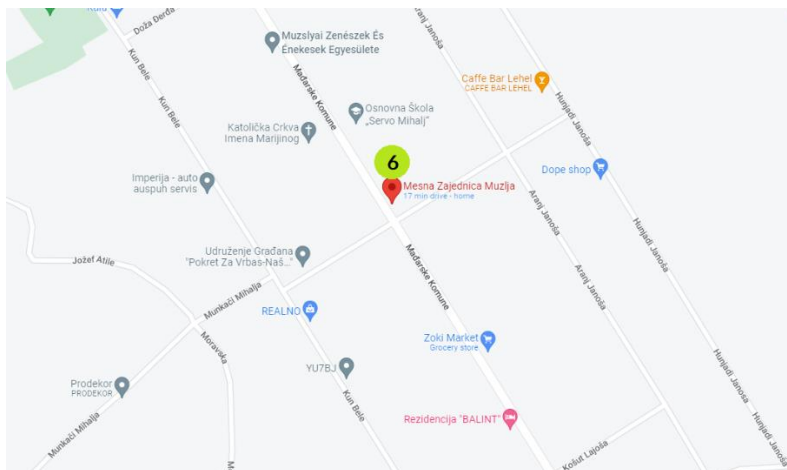 Kula
Doža Đerđa
Kun Bele
Kun Bele
Muzslyai Zenészek És
Énekesek Egyesülete
Mađarske Komune
Aranj Janoša
Caffe Bar Lehel
CAFFE BAR LEHEL
Hunjadi Janoša
Osnovna Škola
„Servo Mihalj”
Katolička Crkva
Imena Marijinog
6
Mesna Zajednica Muzlja
17 min drive - home
Dope shop
Imperija - auto
auspuh servis
Aranj Janoša
Hunjadi Janoša
Udruženje Građana
"Pokret Za Vrbas-Naš..."
Jožef Atile
Mađarske Komune
Aranj Janoša
Munkači Mihalja
REALNO
Moravska
Zoki Market
Grocery store
Hunjadi Janoša
YU7BJ
Prodekor
PRODEKOR
Kun Bele
Rezidencija "BALINT"
Munkači Mihalja
Košut Lajoša